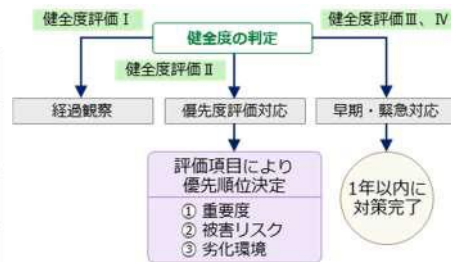 健全度評価Ⅰ
健全度の判定
健全度評価Ⅲ、Ⅳ
健全度評価Ⅱ
経過観察
優先度評価対応
早期・緊急対応
評価項目により
優先順位決定
① 重要度
② 被害リスク
③ 劣化環境
1年以内に
対策完了